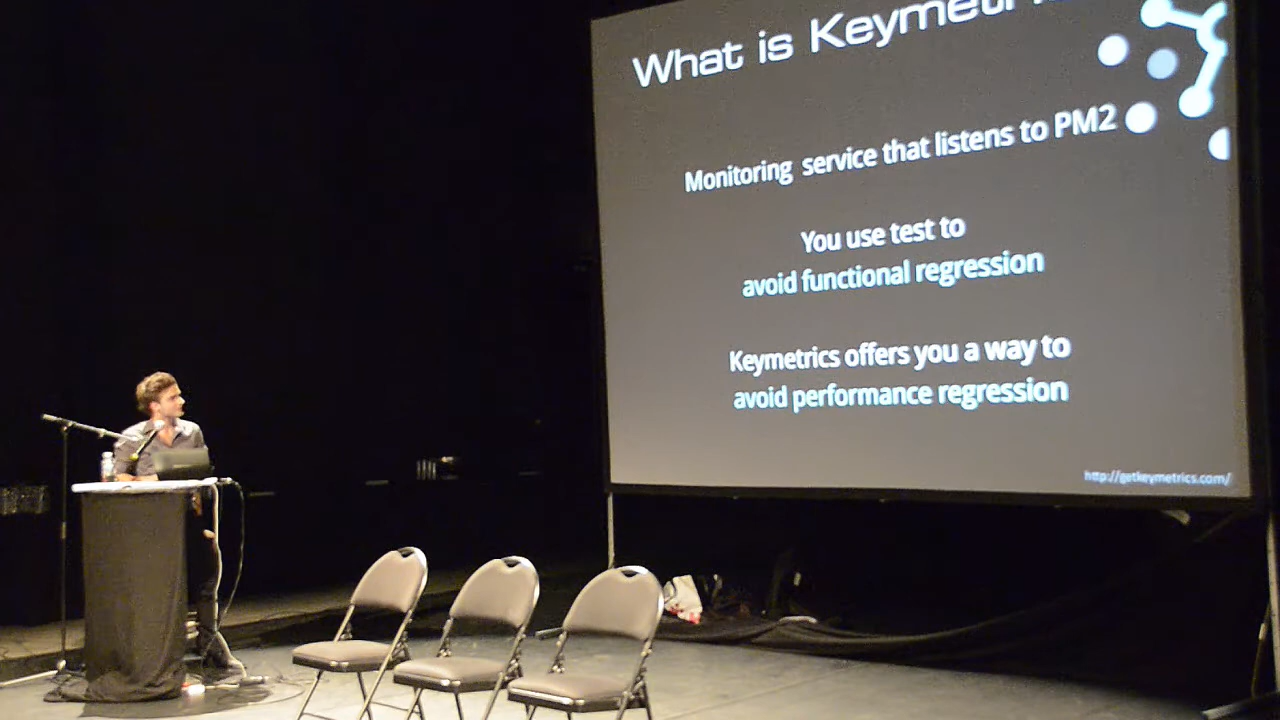 What is Keymetri
Monitoring service that listens to PM2
You use test to
avoid functional regression
Keymetrics offers you a way to
avoid performance regression
http://getkeymetrics.com/